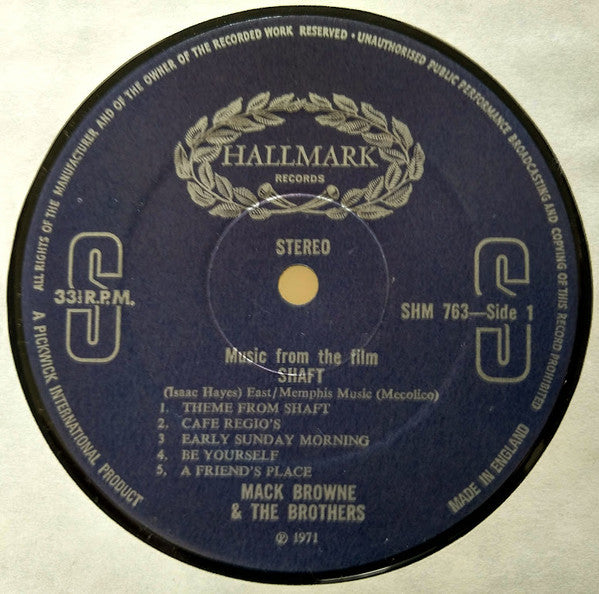 ALL RIGHTS OF THE MANUFACTURER AND OF THE OWNER OF THE RECORDED WORK RESERVED • UNAUTHORISED PUBLIC PERFORMANCE BROADCASTING AND COPYING OF THIS RECORD PROHIBITED
HALLMARK
RECORDS
STEREO
S
33⅓ R.P.M.
S
SHM 763—Side 1
Music from the film
SHAFT
(Isaac Hayes) East/Memphis Music (Mecolico)
1. THEME FROM SHAFT
2. CAFE REGIO'S
3 EARLY SUNDAY MORNING
4. BE YOURSELF
5. A FRIEND'S PLACE
MACK BROWNE
& THE BROTHERS
℗ 1971
A PICKWICK INTERNATIONAL PRODUCT
MADE IN ENGLAND